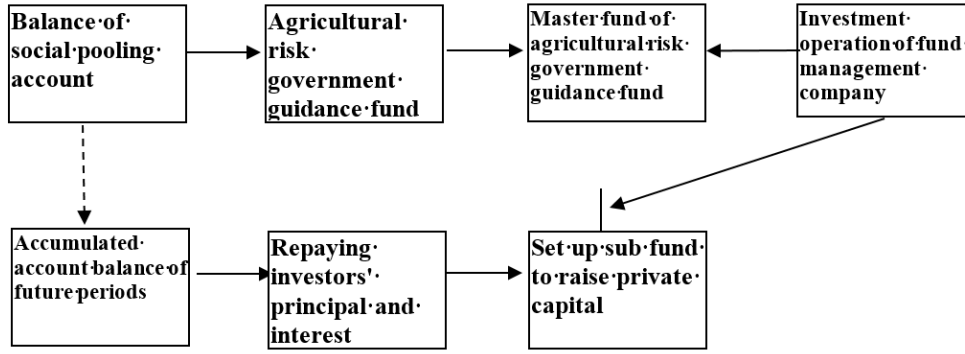 Balance of
social pooling
account
Agricultural
risk
government
guidance fund
Master fund of
agricultural risk
government
guidance fund
Investment
operation of fund
management
company
Accumulated
account balance of
future periods
Repaying
investors'
principal and
interest
Set up sub fund
to raise private
capital